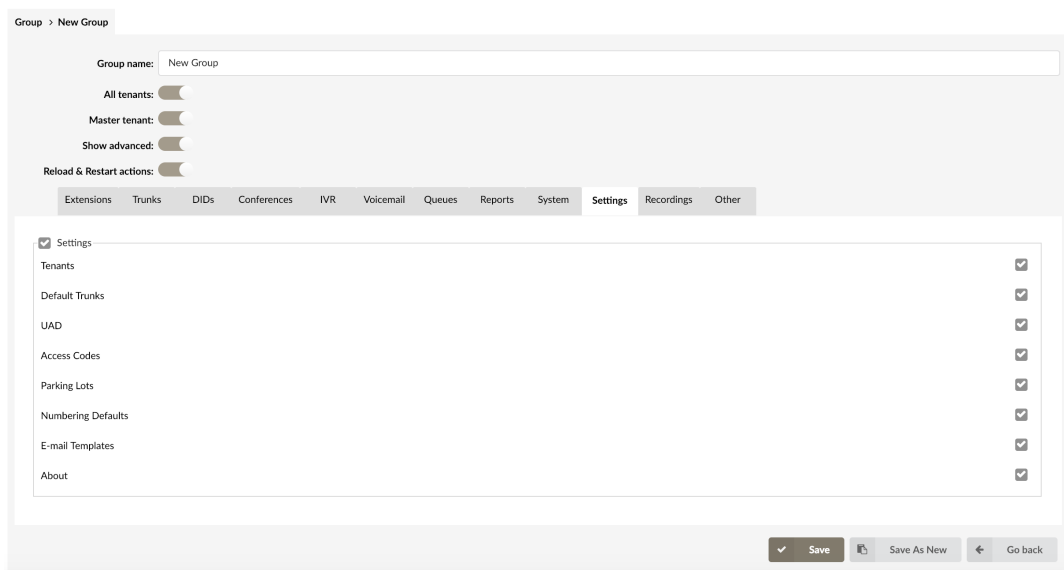 Group > New Group
Group name: New Group
All tenants:
Master tenant:
Show advanced:
Reload & Restart actions:
Extensions Trunks DIDs Conferences IVR Voicemail Queues Reports System Settings Recordings Other
Settings
Tenants
Default Trunks
UAD
Access Codes
Parking Lots
Numbering Defaults
E-mail Templates
About
Save Save As New Go back